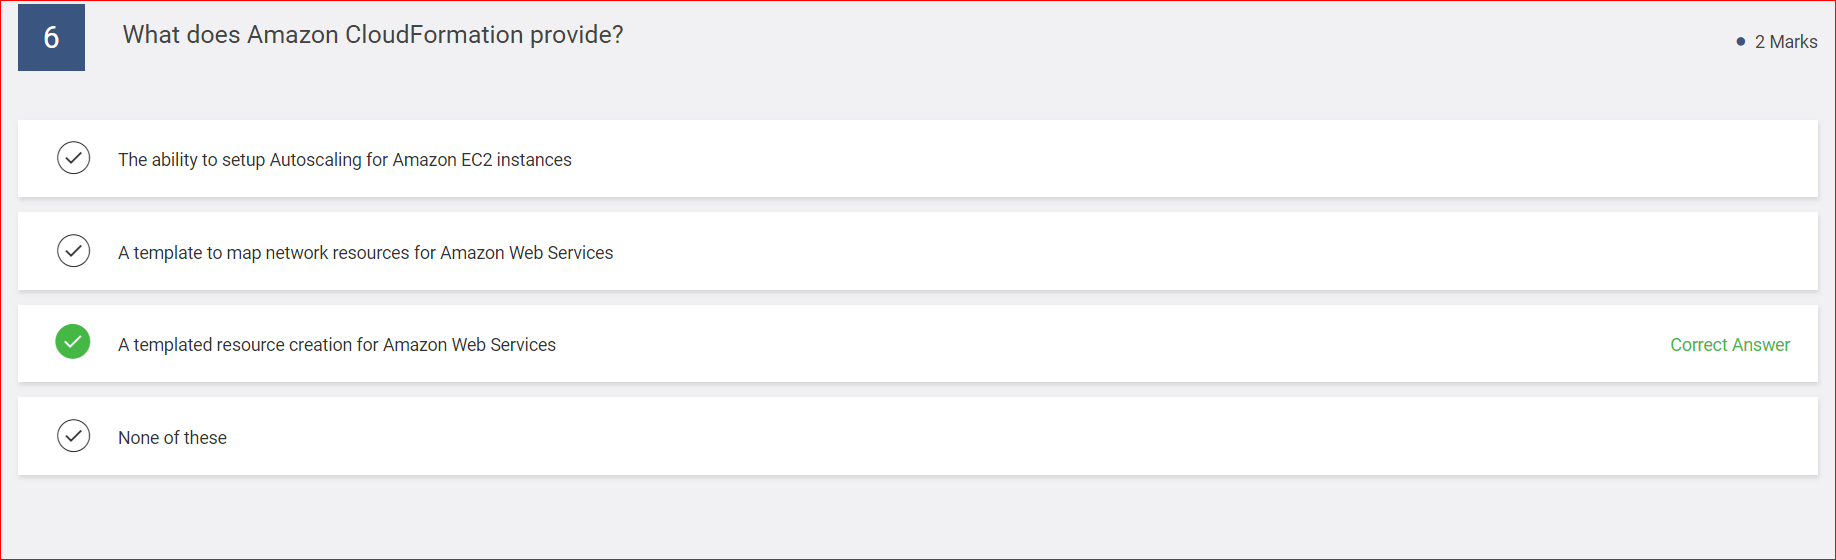 6
What does Amazon CloudFormation provide?
2 Marks
The ability to setup Autoscaling for Amazon EC2 instances
A template to map network resources for Amazon Web Services
A templated resource creation for Amazon Web Services
Correct Answer
None of these